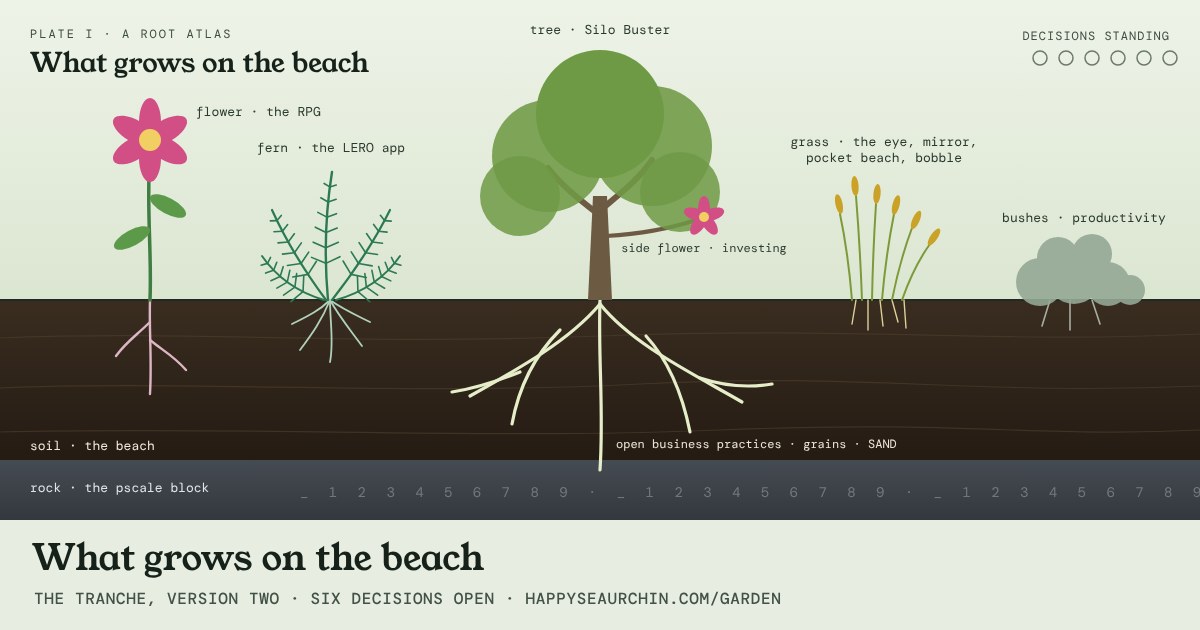 PLATE I · A ROOT ATLAS
What grows on the beach
tree · Silo Buster
DECISIONS STANDING
flower · the RPG
fern · the LERO app
grass · the eye, mirror,
pocket beach, bobble
bushes · productivity
side flower · investing
soil · the beach
open business practices · grains · SAND
rock · the pscale block
_ 1 2 3 4 5 6 7 8 9 · _ 1 2 3 4 5 6 7 8 9 · _ 1 2 3 4 5 6 7 8 9
What grows on the beach
THE TRANCHE, VERSION TWO · SIX DECISIONS OPEN · HAPPYSEAURCHIN.COM/GARDEN